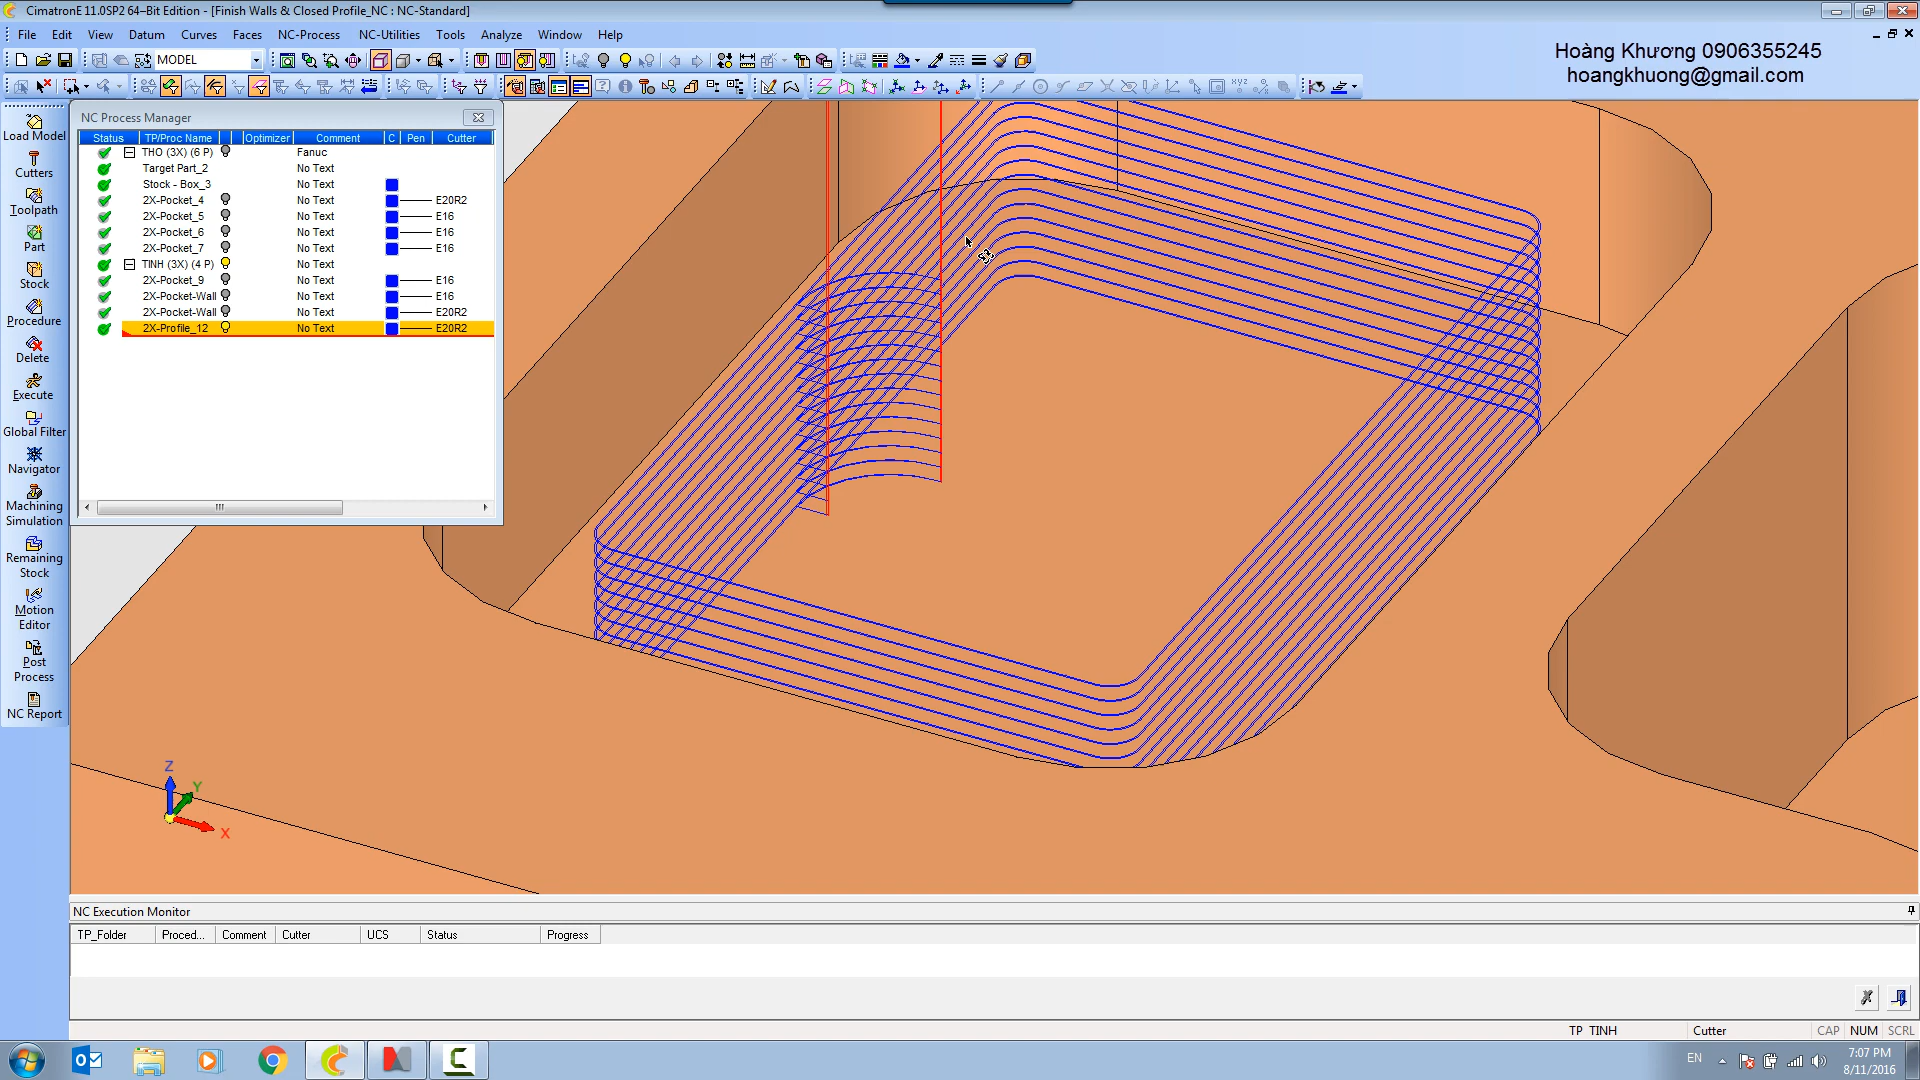 CimatronE 11.0SP2 64–Bit Edition - [Finish Walls & Closed Profile_NC : NC-Standard]
File Edit View Datum Curves Faces NC-Process NC-Utilities Tools Analyze Window Help
MODEL
Hoàng Khương 0906355245
hoangkhuong@gmail.com
Load Model
Cutters
Toolpath
Part
Stock
Procedure
Delete
Execute
Global Filter
Navigator
Machining
Simulation
Remaining
Stock
Motion
Editor
Post
Process
NC Report
NC Process Manager
Status TP/Proc Name Optimizer Comment C Pen Cutter
THO (3X) (6 P) Fanuc
Target Part_2 No Text
Stock - Box_3 No Text
2X-Pocket_4 No Text E20R2
2X-Pocket_5 No Text E16
2X-Pocket_6 No Text E16
2X-Pocket_7 No Text E16
TINH (3X) (4 P) No Text
2X-Pocket_9 No Text E16
2X-Pocket-Wall No Text E16
2X-Pocket-Wall No Text E20R2
2X-Profile_12 No Text E20R2
Z
Y
X
NC Execution Monitor
TP_Folder Proced... Comment Cutter UCS Status Progress
TP TINH Cutter CAP NUM SCRL
EN
7:07 PM
8/11/2016